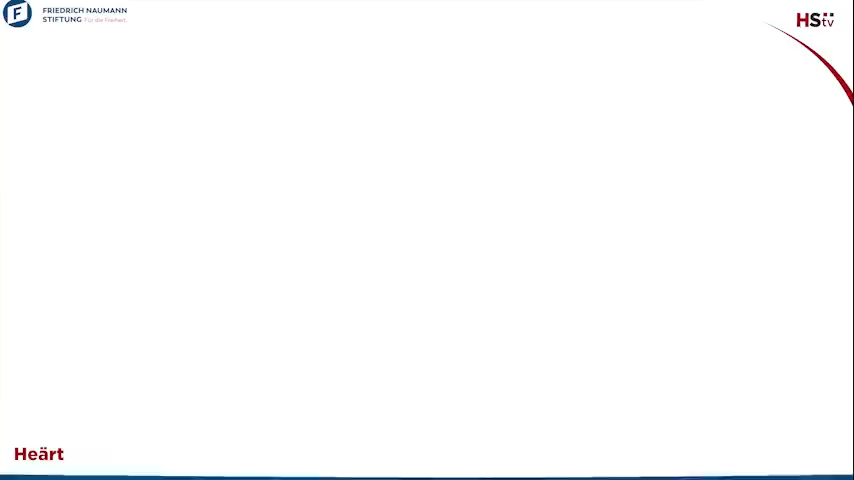 FRIEDRICH NAUMANN
STIFTUNG Für die Freiheit.
HStv
Heärt